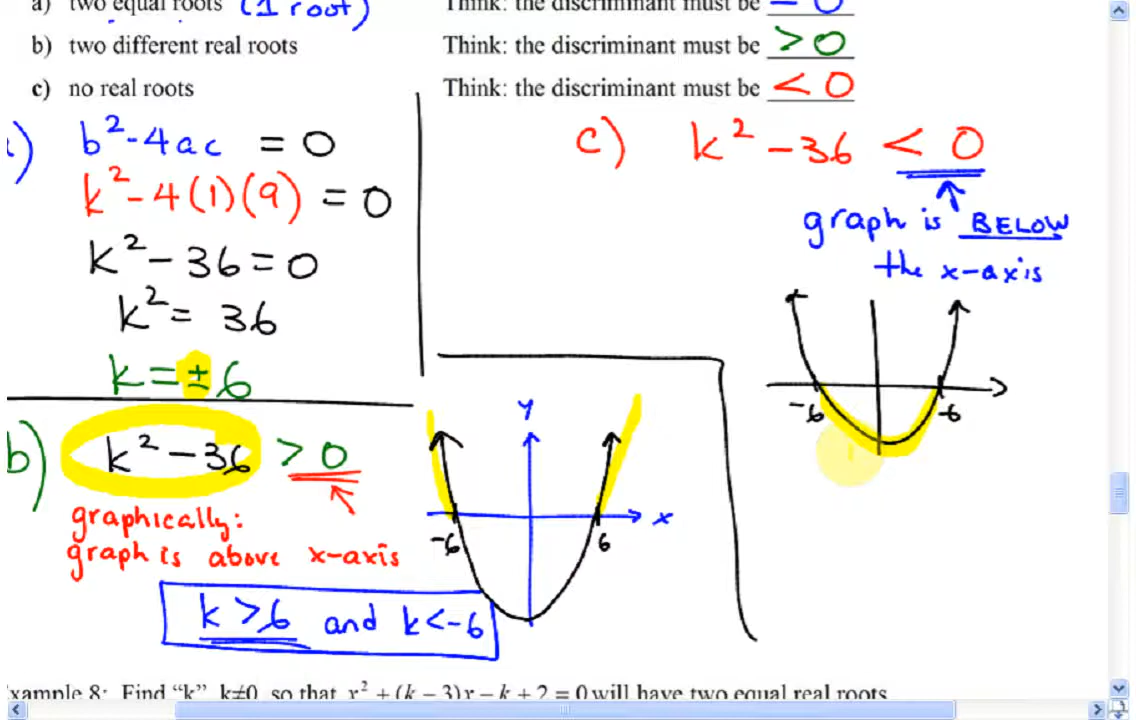 a) two equal roots (1 root) Think: the discriminant must be = 0
b) two different real roots Think: the discriminant must be > 0
c) no real roots Think: the discriminant must be < 0
b² - 4ac = 0
k² - 4(1)(9) = 0
k² - 36 = 0
k² = 36
k = ± 6
c) k² - 36 < 0
graph is BELOW
the x-axis
-6 -6
b) k² - 36 > 0
graphically:
graph is above x-axis
k > 6 and k < -6
y
x
-6 6
xample 8: Find “k” k≠0 so that x² + (k – 3)x – k + 2 = 0 will have two equal real roots